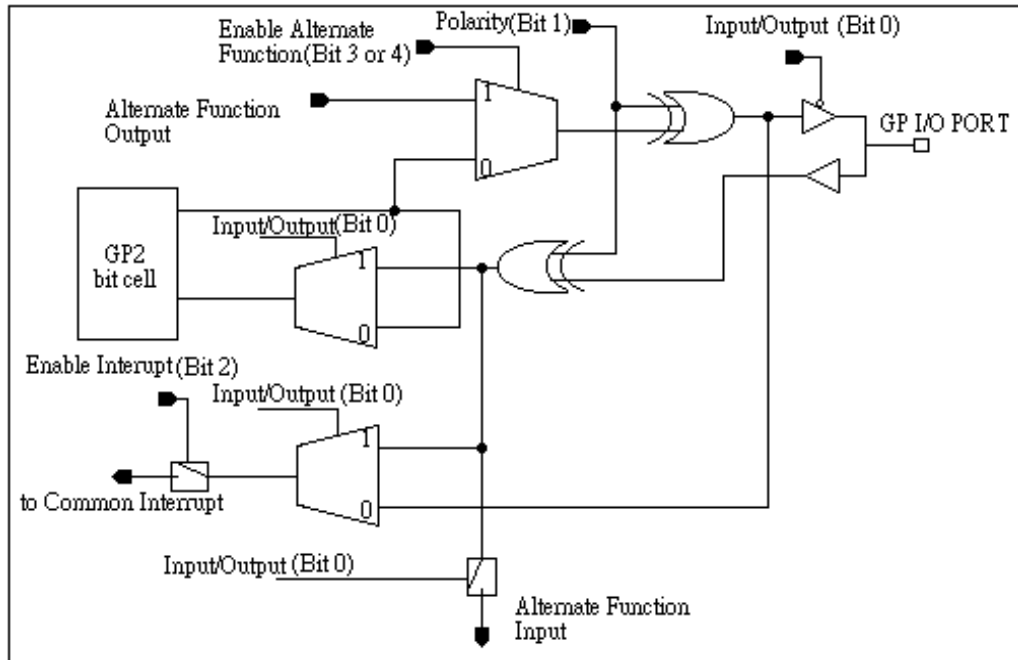 Polarity(Bit 1)
Enable Alternate
Function(Bit 3 or 4)
Input/Output (Bit 0)
Alternate Function
Output
1
0
GP I/O PORT
GP2
bit cell
Input/Output(Bit 0)
1
0
Enable Interupt(Bit 2)
Input/Output (Bit 0)
1
0
to Common Interrupt
Input/Output (Bit 0)
Alternate Function
Input